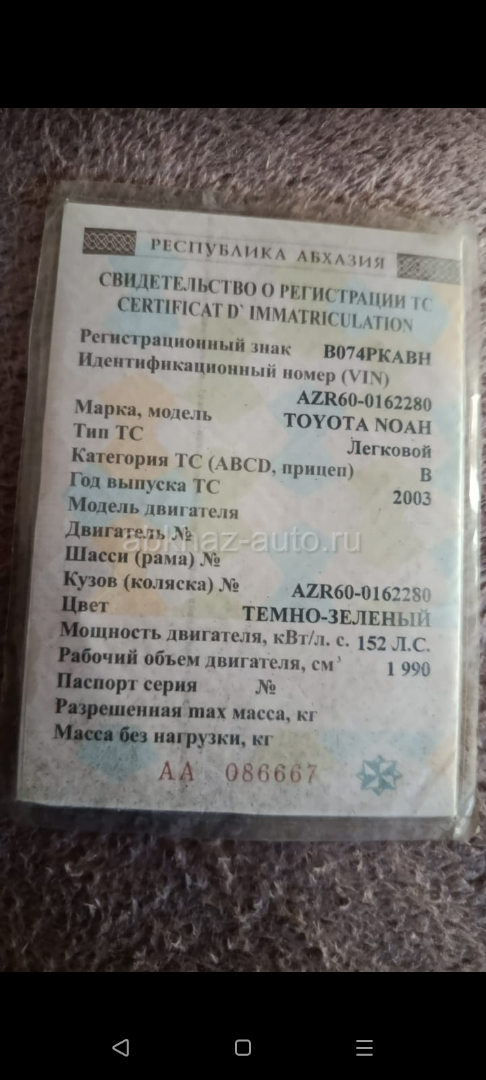 РЕСПУБЛИКА АБХАЗИЯ
СВИДЕТЕЛЬСТВО О РЕГИСТРАЦИИ ТС
CERTIFICAT D` IMMATRICULATION
Регистрационный знак B074PKABH
Идентификационный номер (VIN)
AZR60-0162280
Марка, модель TOYOTA NOAH
Тип ТС Легковой
Категория ТС (ABCD, прицеп) B
Год выпуска ТС 2003
Модель двигателя
Двигатель №
abkhaz-auto.ru
Шасси (рама) №
Кузов (коляска) № AZR60-0162280
Цвет ТЕМНО-ЗЕЛЕНЫЙ
Мощность двигателя, кВт/л. с. 152 Л.С.
Рабочий объем двигателя, см³ 1 990
Паспорт серия №
Разрешенная max масса, кг
Масса без нагрузки, кг
АА 086667